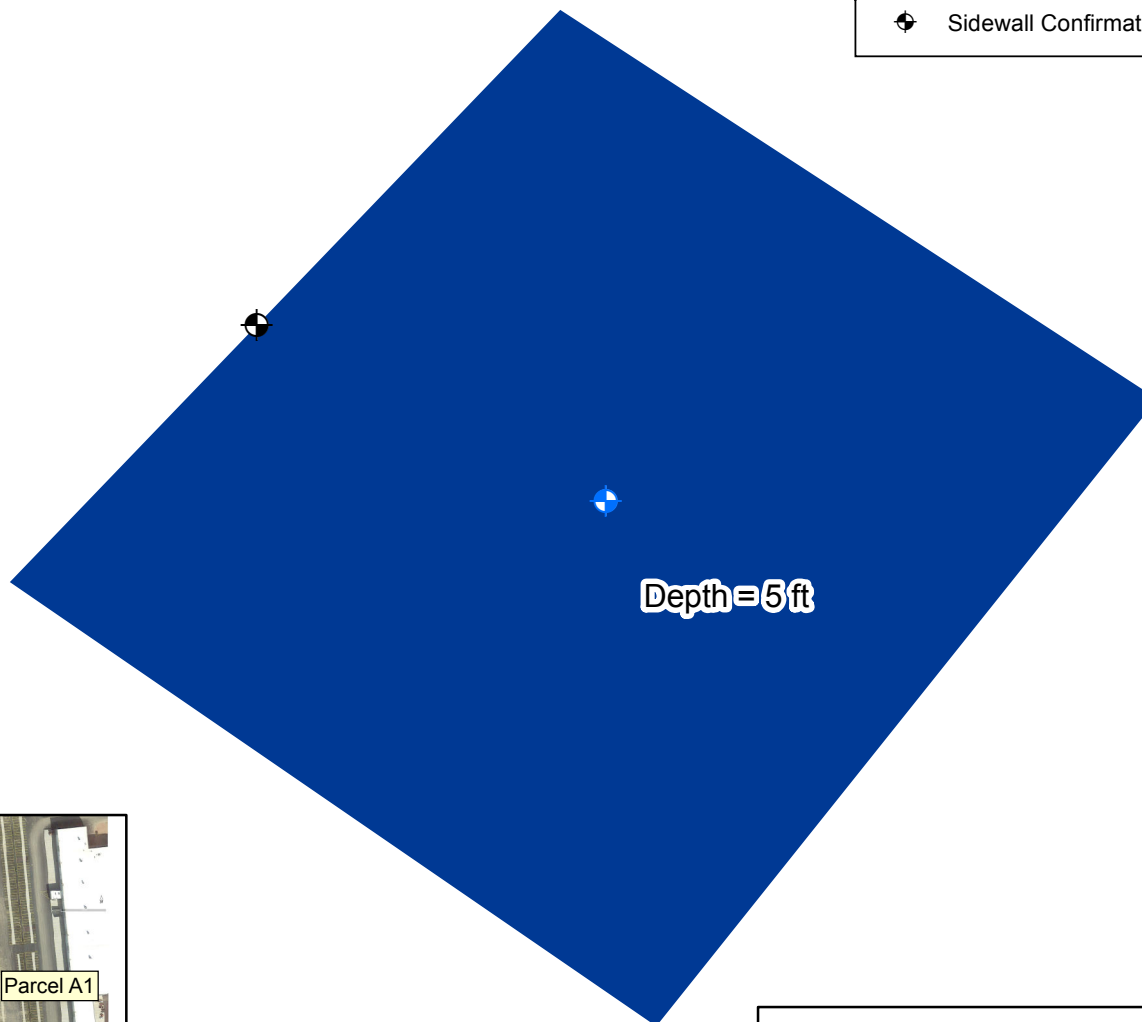 Sidewall Confirmat
Depth = 5 ft
Parcel A1